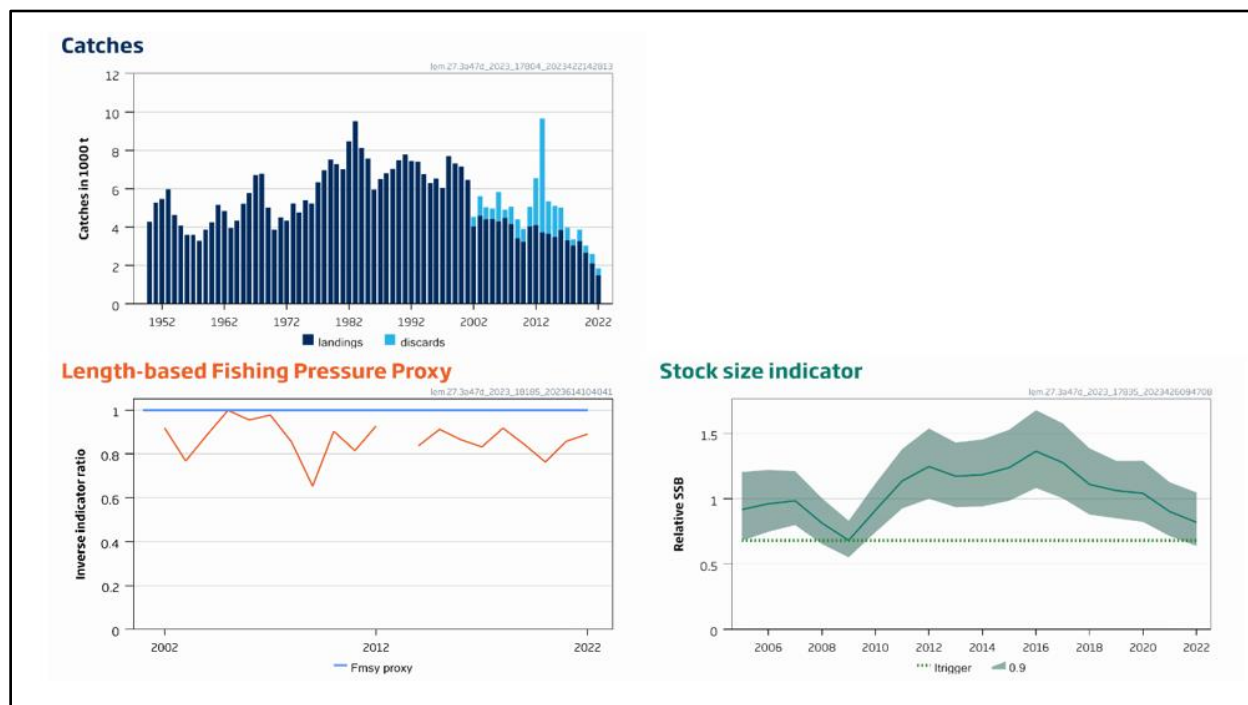 Catches
lem.27.3a47d_2023_17804_2023422142813
12
10
8
6
4
2
0
Catches in 1000 t
1952 1962 1972 1982 1992 2002 2012 2022
landings discards
Length-based Fishing Pressure Proxy
lem.27.3a47d_2023_18185_2023614104041
1
0.8
0.6
0.4
0.2
0
Inverse indicator ratio
2002 2012 2022
Fmsy proxy
Stock size indicator
lem.27.3a47d_2023_17835_2023426094708
1.5
1
0.5
0
Relative SSB
2006 2008 2010 2012 2014 2016 2018 2020 2022
Itrigger 0.9